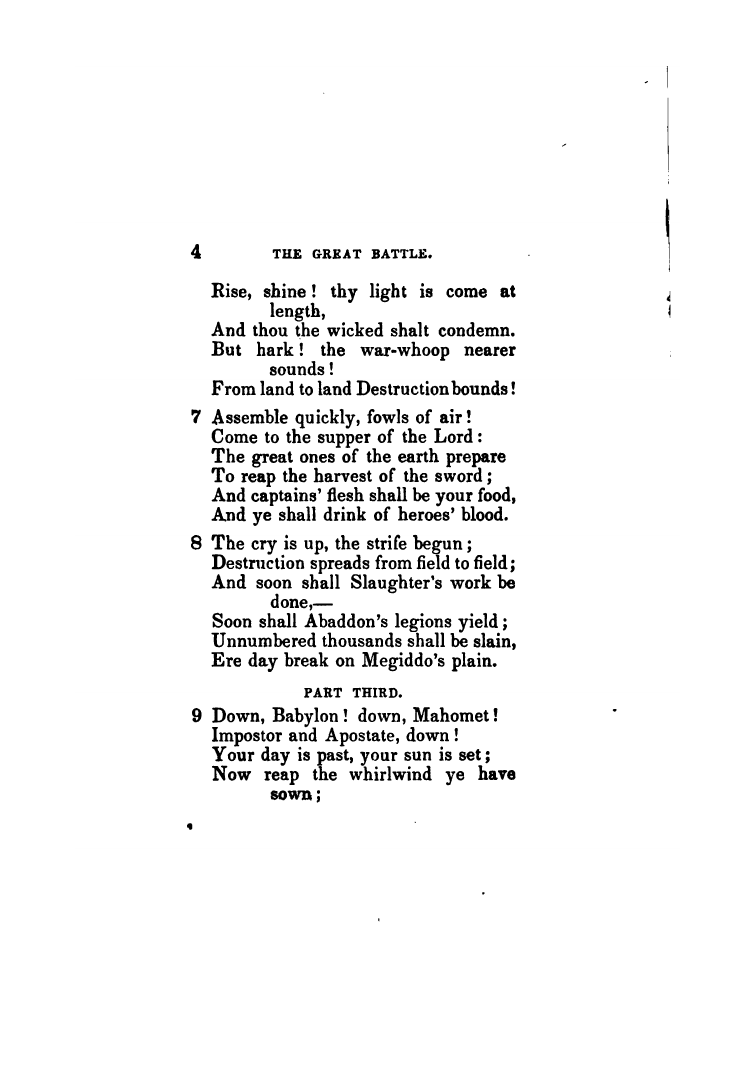 4 THE GREAT BATTLE.
Rise, shine ! thy light is come at
length,
And thou the wicked shalt condemn.
But hark ! the war-whoop nearer
sounds !
From land to land Destruction bounds !
7 Assemble quickly, fowls of air !
Come to the supper of the Lord :
The great ones of the earth prepare
To reap the harvest of the sword ;
And captains' flesh shall be your food,
And ye shall drink of heroes' blood.
8 The cry is up, the strife begun ;
Destruction spreads from field to field ;
And soon shall Slaughter's work be
done,—
Soon shall Abaddon's legions yield ;
Unnumbered thousands shall be slain,
Ere day break on Megiddo's plain.
PART THIRD.
9 Down, Babylon ! down, Mahomet !
Impostor and Apostate, down !
Your day is past, your sun is set ;
Now reap the whirlwind ye have
sown ;